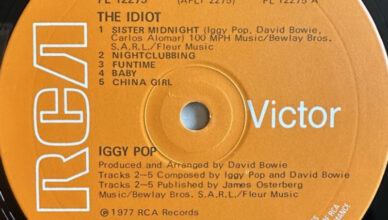 PL 12275 (AFL1 2275) PL 12275 A
THE IDIOT
1 SISTER MIDNIGHT (Iggy Pop, David Bowie,
Carlos Alomar) 100 MPH Music/Bewlay Bros.
S.A.R.L./Fleur Music
2 NIGHTCLUBBING
3 FUNTIME
4 BABY
5 CHINA GIRL
RCA
Victor
IGGY POP
Produced and Arranged by David Bowie
Tracks 2–5 Composed by Iggy Pop and David Bowie
Tracks 2–5 Published by James Osterberg
Music/Bewlay Bros. S.A.R.L./Fleur Music
℗ 1977 RCA Records